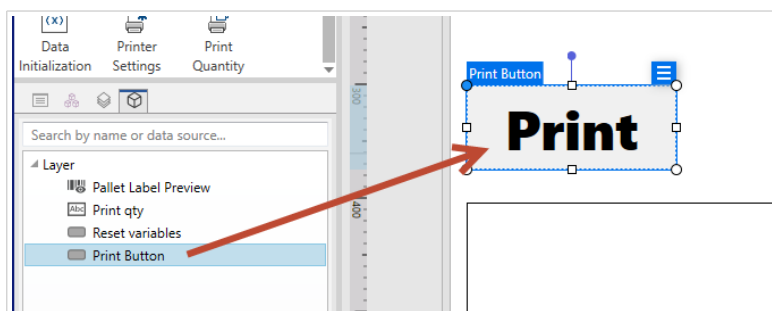 (x)
Data Initialization
Printer Settings
Print Quantity
Search by name or data source...
Layer
Pallet Label Preview
Abc Print qty
Reset variables
Print Button
300
400
Print Button
Print